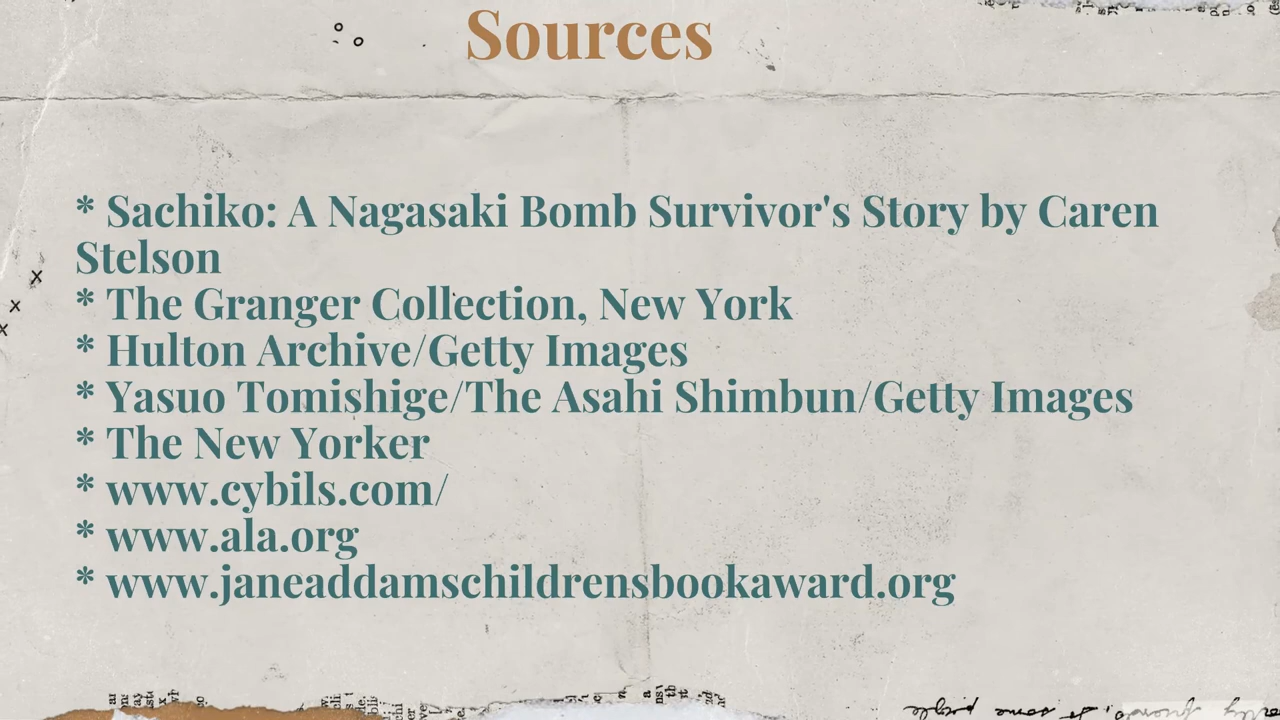 Sources
* Sachiko: A Nagasaki Bomb Survivor's Story by Caren
Stelson
* The Granger Collection, New York
* Hulton Archive/Getty Images
* Yasuo Tomishige/The Asahi Shimbun/Getty Images
* The New Yorker
* www.cybils.com/
* www.ala.org
* www.janeaddamschildrensbookaward.org